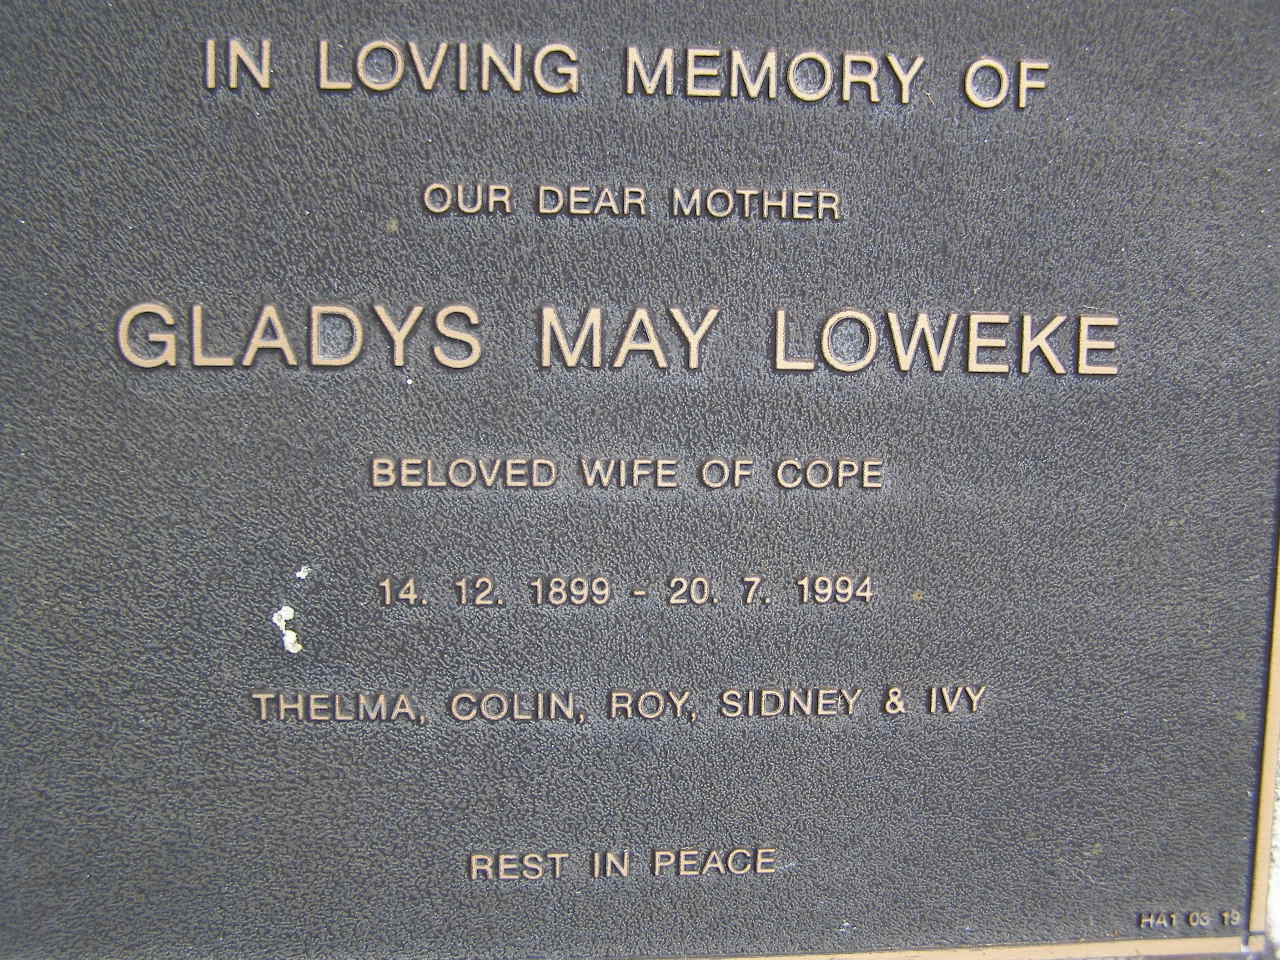 IN LOVING MEMORY OF
OUR DEAR MOTHER
GLADYS MAY LOWEKE
BELOVED WIFE OF COPE
14. 12. 1899 - 20. 7. 1994
THELMA, COLIN, ROY, SIDNEY & IVY
REST IN PEACE
HA1 03 19